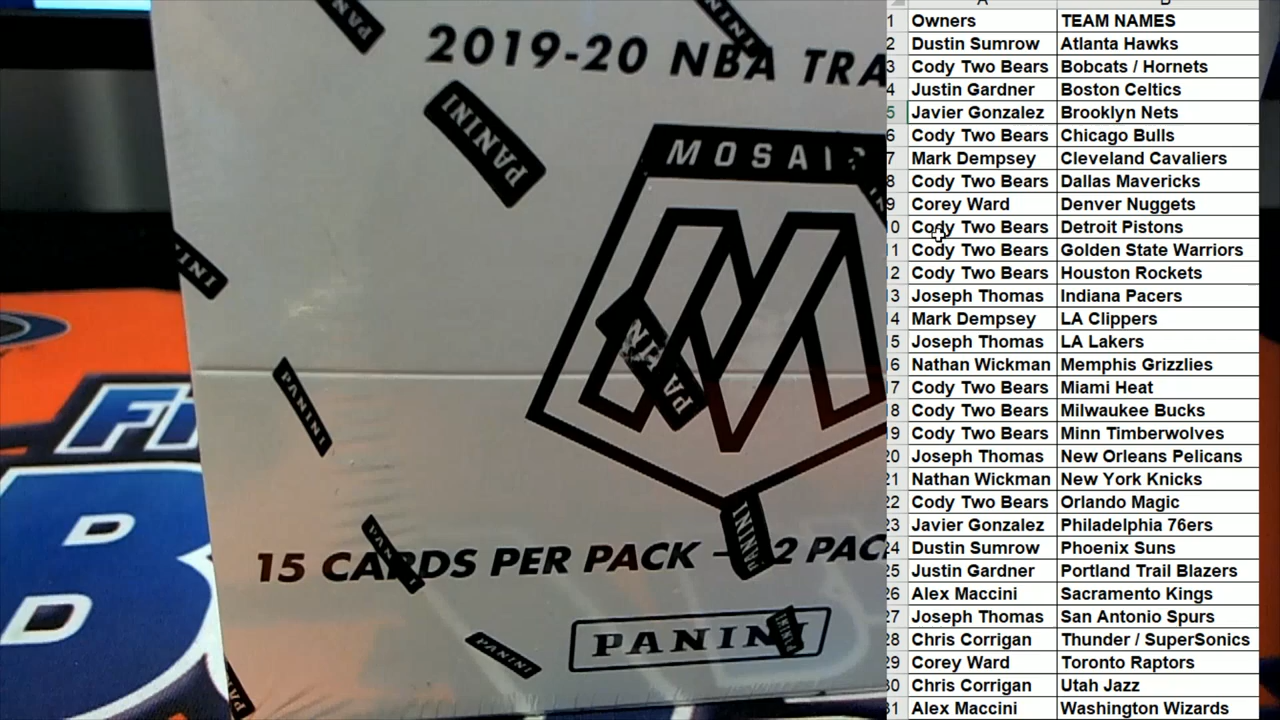 2019-20 NBA TRA
MOSAIC
15 CARDS PER PACK – 2 PAC
PANINI
PANINI
PANINI
PANINI
PANINI
PANINI
PANINI
PANINI
Fi
B
D
D
A B
1 Owners TEAM NAMES
2 Dustin Sumrow Atlanta Hawks
3 Cody Two Bears Bobcats / Hornets
4 Justin Gardner Boston Celtics
5 Javier Gonzalez Brooklyn Nets
6 Cody Two Bears Chicago Bulls
7 Mark Dempsey Cleveland Cavaliers
8 Cody Two Bears Dallas Mavericks
9 Corey Ward Denver Nuggets
10 Cody Two Bears Detroit Pistons
11 Cody Two Bears Golden State Warriors
12 Cody Two Bears Houston Rockets
13 Joseph Thomas Indiana Pacers
14 Mark Dempsey LA Clippers
15 Joseph Thomas LA Lakers
16 Nathan Wickman Memphis Grizzlies
17 Cody Two Bears Miami Heat
18 Cody Two Bears Milwaukee Bucks
19 Cody Two Bears Minn Timberwolves
20 Joseph Thomas New Orleans Pelicans
21 Nathan Wickman New York Knicks
22 Cody Two Bears Orlando Magic
23 Javier Gonzalez Philadelphia 76ers
24 Dustin Sumrow Phoenix Suns
25 Justin Gardner Portland Trail Blazers
26 Alex Maccini Sacramento Kings
27 Joseph Thomas San Antonio Spurs
28 Chris Corrigan Thunder / SuperSonics
29 Corey Ward Toronto Raptors
30 Chris Corrigan Utah Jazz
31 Alex Maccini Washington Wizards